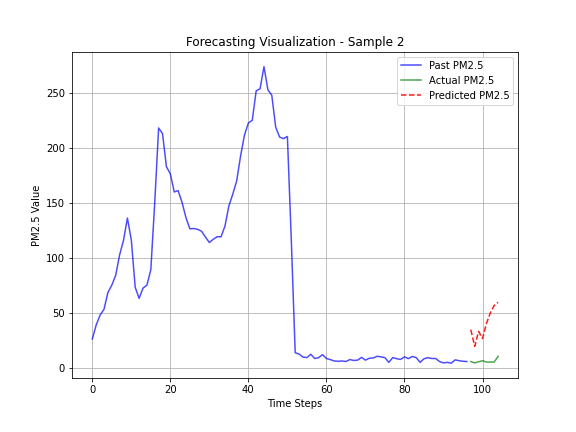 Forecasting Visualization - Sample 2
Past PM2.5
Actual PM2.5
Predicted PM2.5
PM2.5 Value
250
200
150
100
50
0
0 20 40 60 80 100
Time Steps